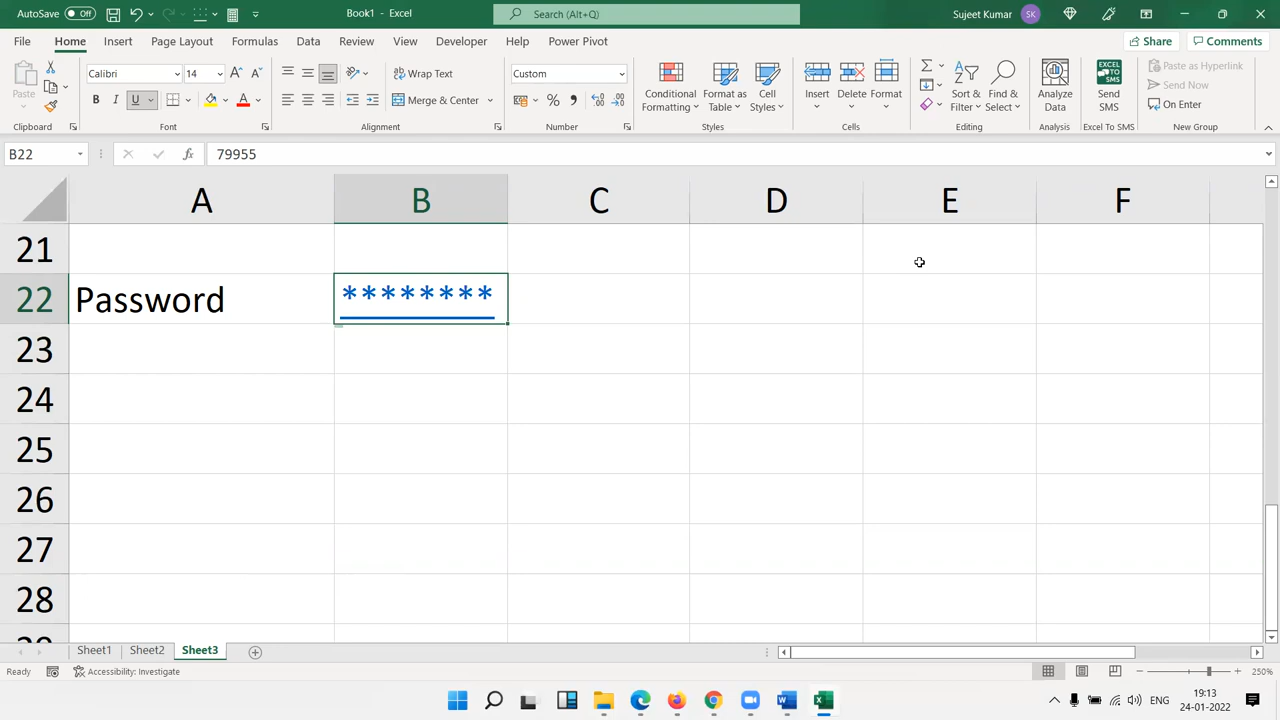 AutoSave Off Book1 - Excel Search (Alt+Q) Sujeet Kumar SK
File Home Insert Page Layout Formulas Data Review View Developer Help Power Pivot Share Comments
Paste Calibri 14 Wrap Text Custom Conditional Formatting Format as Table Cell Styles Insert Delete Format Sort & Filter Find & Select Analyze Data EXCEL TO SMS Send SMS Paste as Hyperlink
B I U Merge & Center Send Now
On Enter
Clipboard Font Alignment Number Styles Cells Editing Analysis Excel To SMS New Group
B22 fx 79955
A B C D E F
21
22 Password ********
23
24
25
26
27
28
Sheet1 Sheet2 Sheet3
Ready Accessibility: Investigate 250%
ENG 19:13
24-01-2022